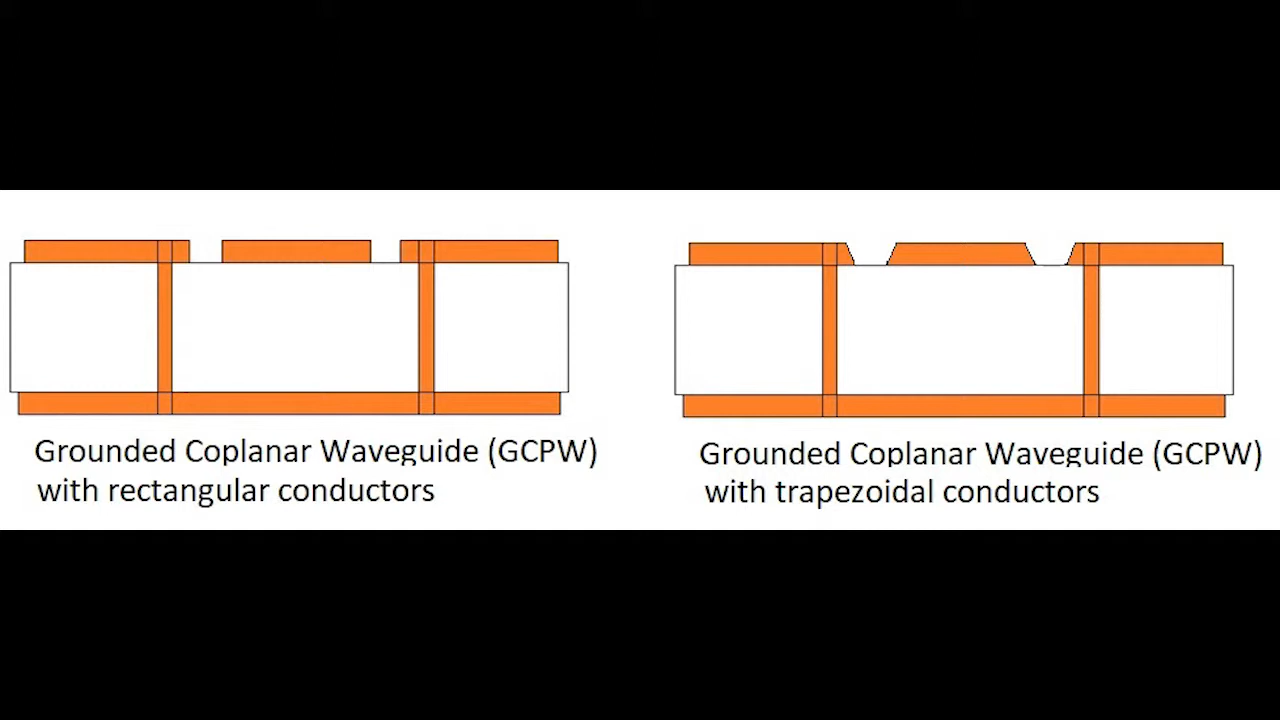 Grounded Coplanar Waveguide (GCPW)
with rectangular conductors
Grounded Coplanar Waveguide (GCPW)
with trapezoidal conductors